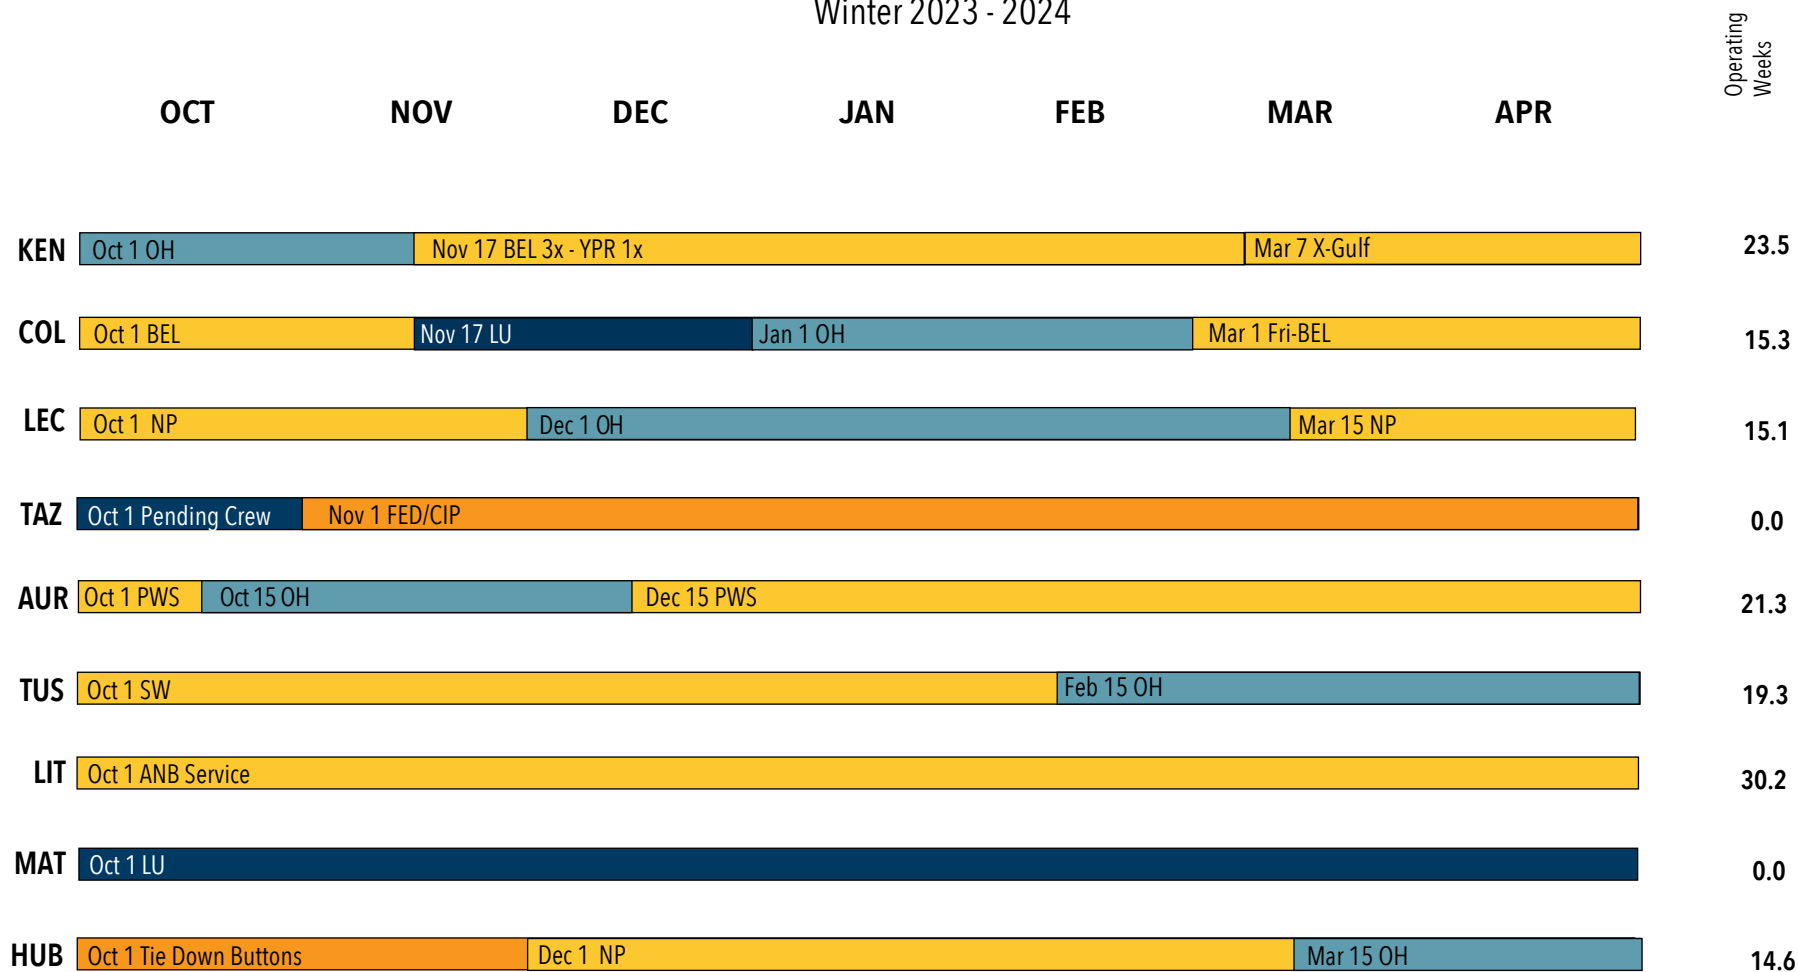 Winter 2023 - 2024
Operating
Weeks
OCT NOV DEC JAN FEB MAR APR
KEN Oct 1 OH Nov 17 BEL 3x - YPR 1x Mar 7 X-Gulf 23.5
COL Oct 1 BEL Nov 17 LU Jan 1 OH Mar 1 Fri-BEL 15.3
LEC Oct 1 NP Dec 1 OH Mar 15 NP 15.1
TAZ Oct 1 Pending Crew Nov 1 FED/CIP 0.0
AUR Oct 1 PWS Oct 15 OH Dec 15 PWS 21.3
TUS Oct 1 SW Feb 15 OH 19.3
LIT Oct 1 ANB Service 30.2
MAT Oct 1 LU 0.0
HUB Oct 1 Tie Down Buttons Dec 1 NP Mar 15 OH 14.6